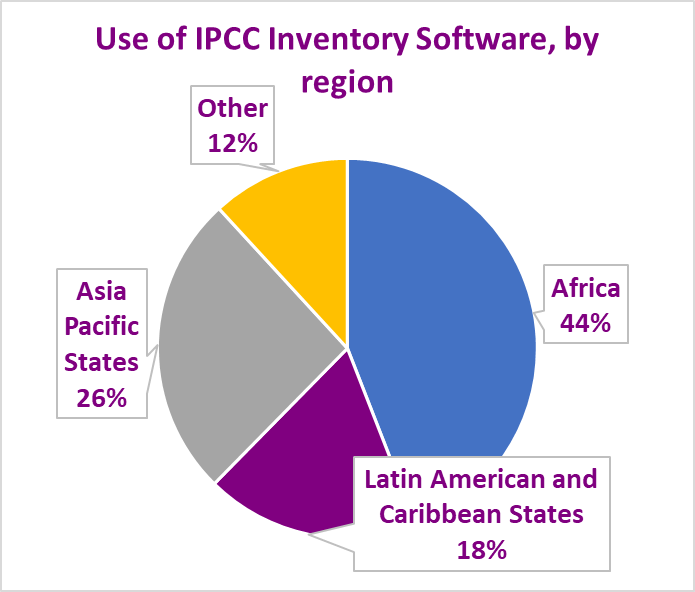 Use of IPCC Inventory Software, by
region
Other
12%
Africa
44%
Asia
Pacific
States
26%
Latin American and
Caribbean States
18%